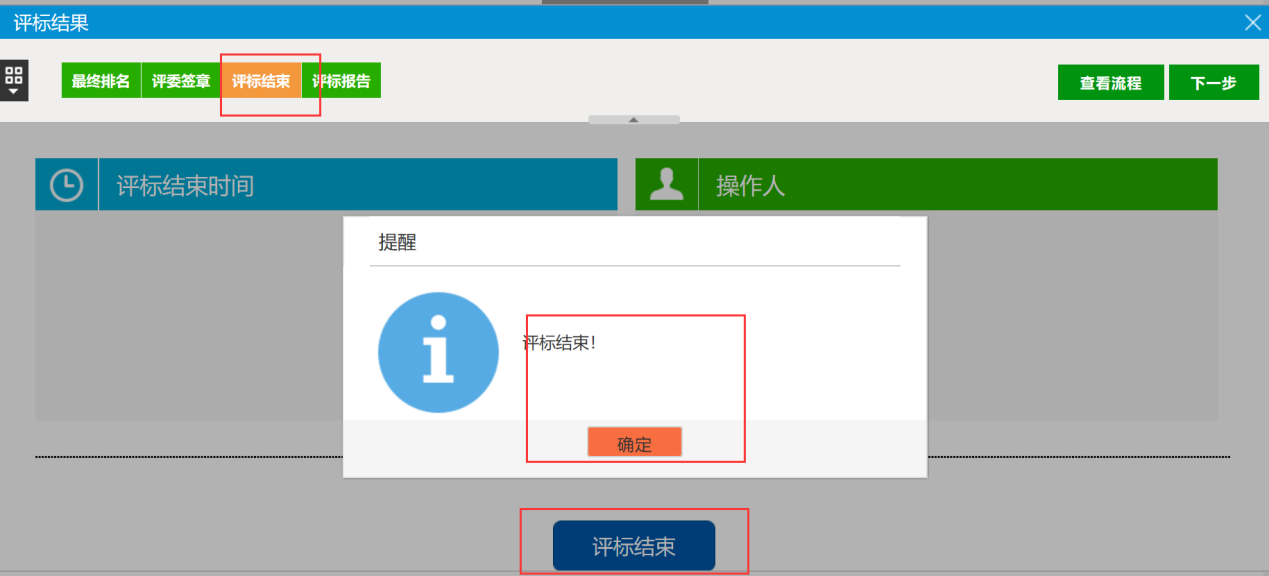 评标结果
最终排名 评委签章 评标结束 评标报告 查看流程 下一步
评标结束时间 操作人
提醒
评标结束!
确定
评标结束